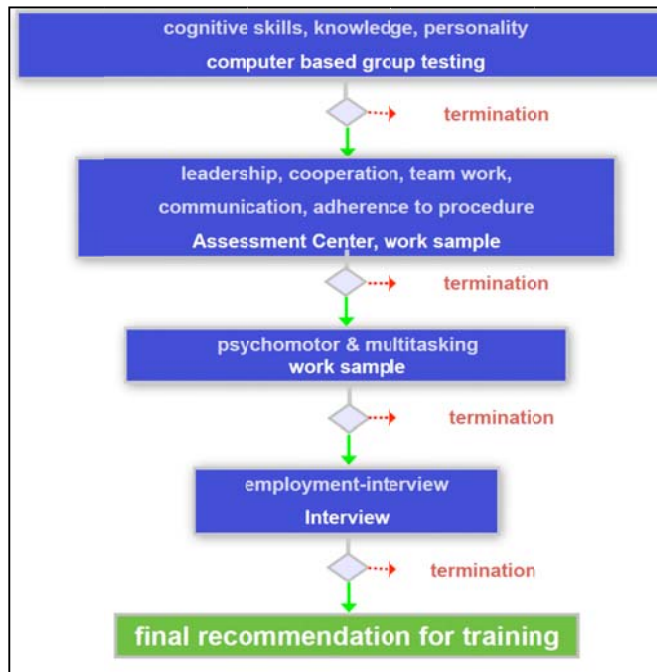 cognitive skills, knowledge, personality
computer based group testing
termination
leadership, cooperation, team work,
communication, adherence to procedure
Assessment Center, work sample
termination
psychomotor & multitasking
work sample
termination
employment-interview
Interview
termination
final recommendation for training